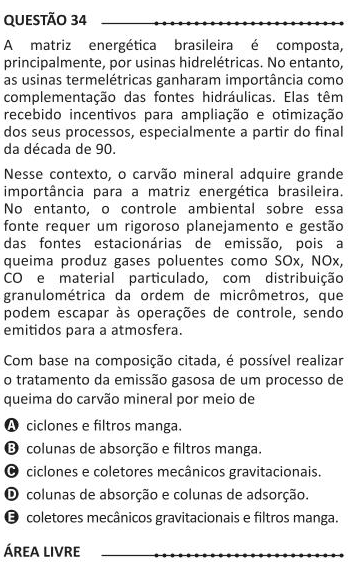 QUESTÃO 34
A matriz energética brasileira é composta,
principalmente, por usinas hidrelétricas. No entanto,
as usinas termelétricas ganharam importância como
complementação das fontes hidráulicas. Elas têm
recebido incentivos para ampliação e otimização
dos seus processos, especialmente a partir do final
da década de 90.
Nesse contexto, o carvão mineral adquire grande
importância para a matriz energética brasileira.
No entanto, o controle ambiental sobre essa
fonte requer um rigoroso planejamento e gestão
das fontes estacionárias de emissão, pois a
queima produz gases poluentes como SOx, NOx,
CO e material particulado, com distribuição
granulométrica da ordem de micrômetros, que
podem escapar às operações de controle, sendo
emitidos para a atmosfera.
Com base na composição citada, é possível realizar
o tratamento da emissão gasosa de um processo de
queima do carvão mineral por meio de
A ciclones e filtros manga.
B colunas de absorção e filtros manga.
C ciclones e coletores mecânicos gravitacionais.
D colunas de absorção e colunas de adsorção.
E coletores mecânicos gravitacionais e filtros manga.
ÁREA LIVRE